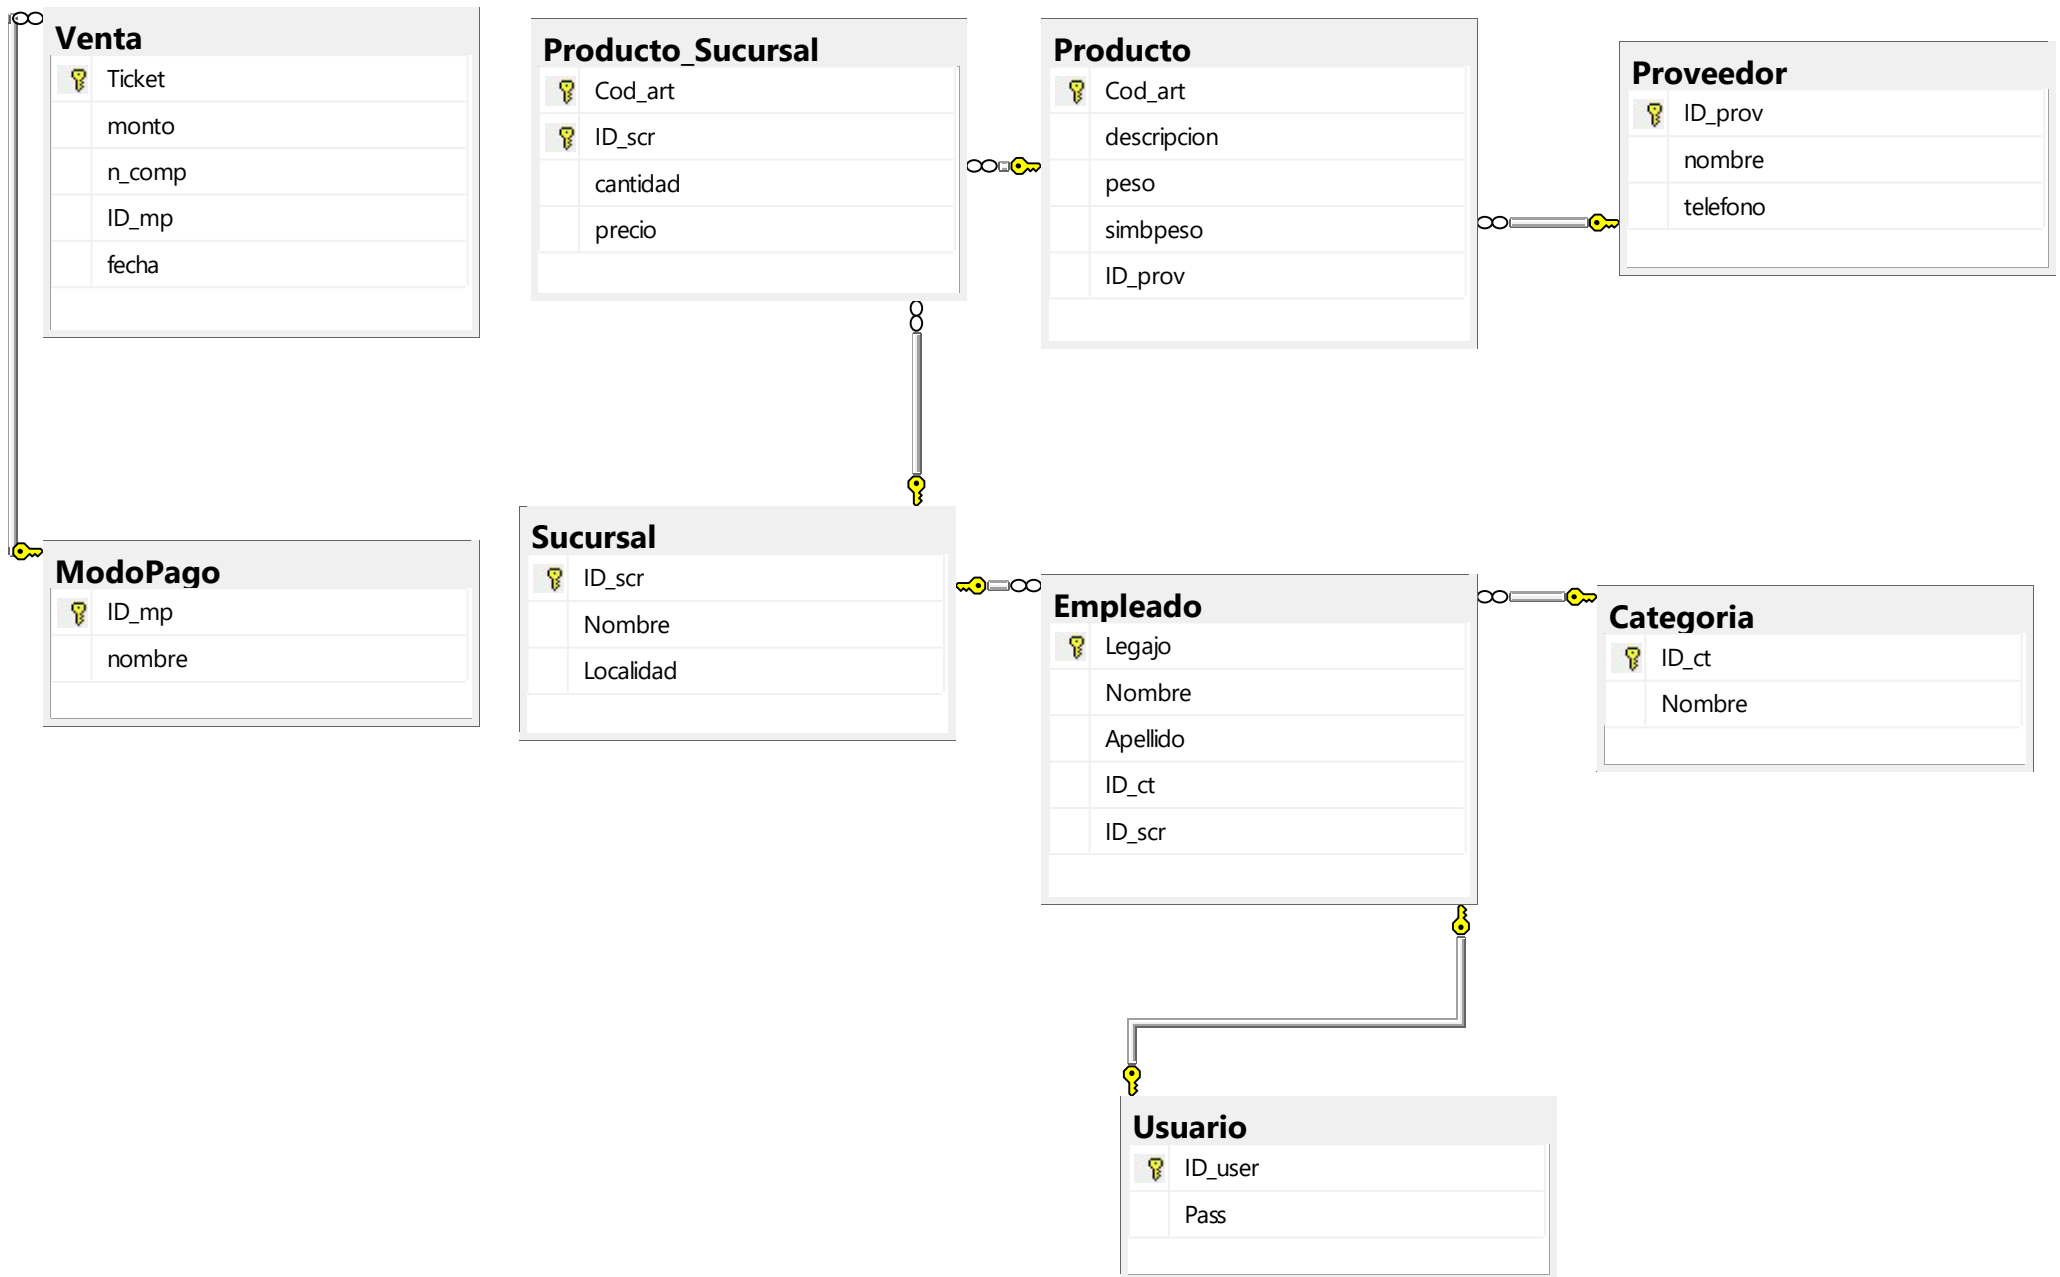 Venta
Ticket
monto
n_comp
ID_mp
fecha
Producto_Sucursal
Cod_art
ID_scr
cantidad
precio
Producto
Cod_art
descripcion
peso
simbpeso
ID_prov
Proveedor
ID_prov
nombre
telefono
ModoPago
ID_mp
nombre
Sucursal
ID_scr
Nombre
Localidad
Empleado
Legajo
Nombre
Apellido
ID_ct
ID_scr
Categoria
ID_ct
Nombre
Usuario
ID_user
Pass